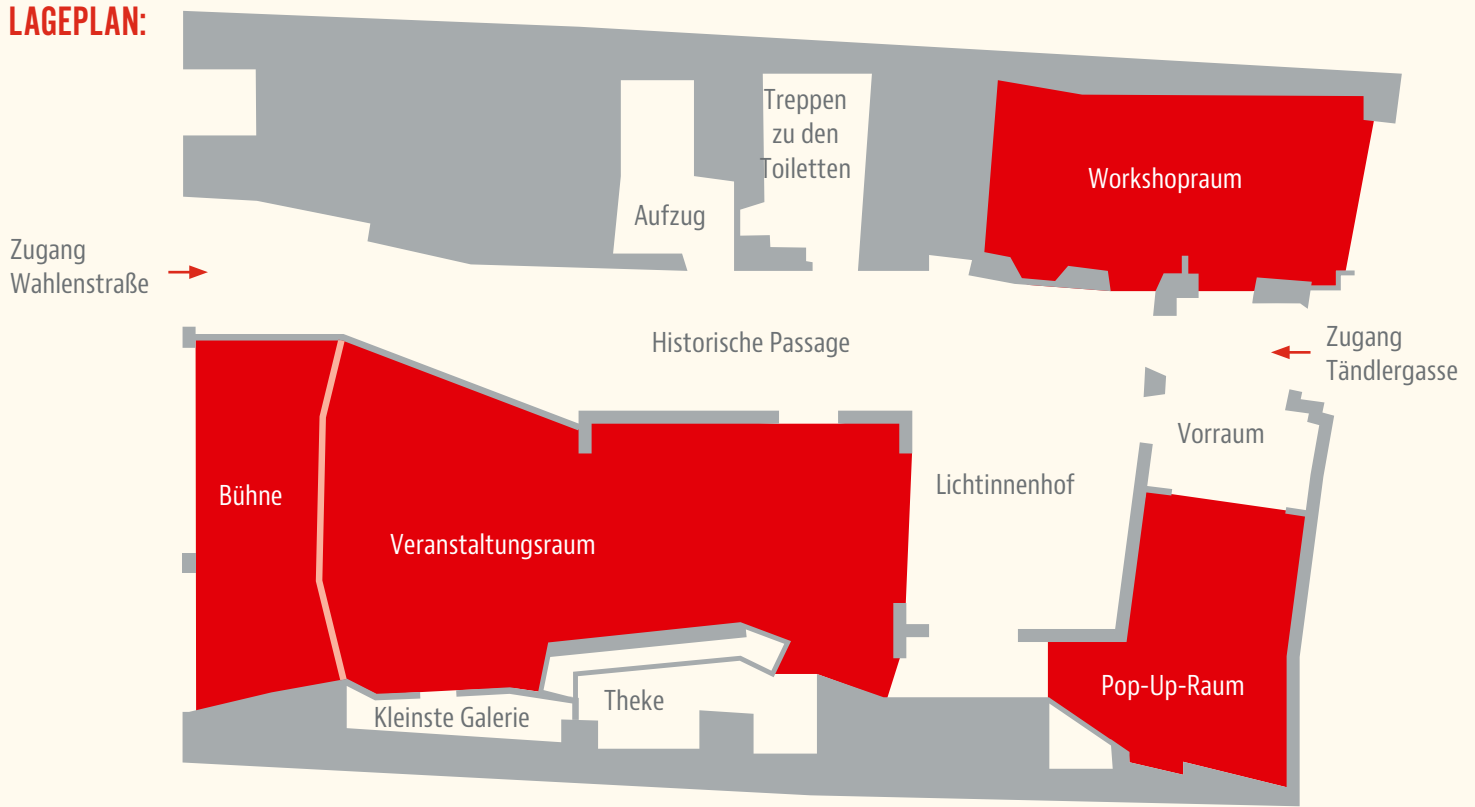 LAGEPLAN:
Treppen
zu den
Toiletten
Workshopraum
Aufzug
Zugang
Wahlenstraße
Historische Passage
Zugang
Tändlergasse
Vorraum
Lichtinnenhof
Bühne
Veranstaltungsraum
Pop-Up-Raum
Theke
Kleinste Galerie